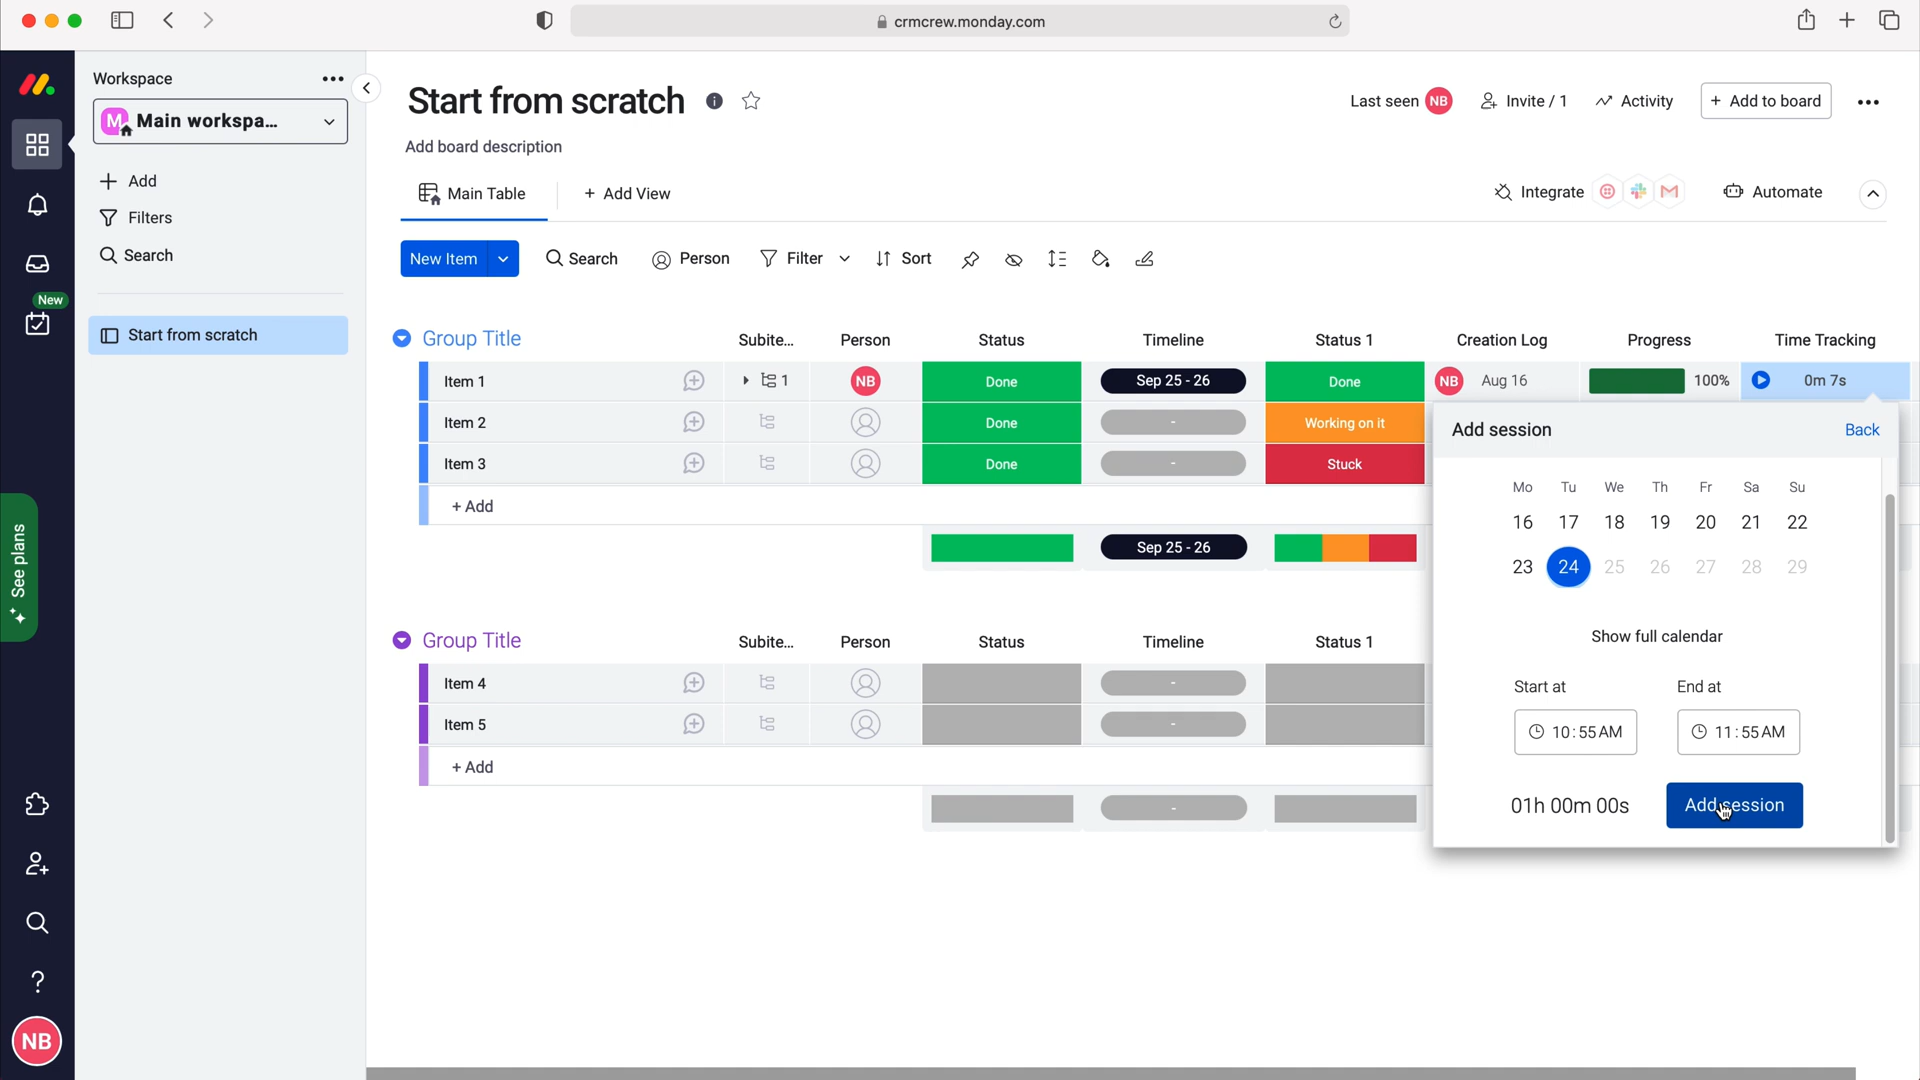 crmcrew.monday.com
Workspace
M Main workspa...
Add
Filters
Search
Start from scratch
New
See plans
NB
Start from scratch
Last seen NB
Invite / 1
Activity
+ Add to board
Add board description
Main Table
+ Add View
Integrate
Automate
New Item
Search
Person
Filter
Sort
Group Title Subite... Person Status Timeline Status 1 Creation Log Progress Time Tracking
Item 1 1 NB Done Sep 25 - 26 Done NB Aug 16 100% 0m 7s
Item 2 Done - Working on it
Item 3 Done - Stuck
+ Add
Sep 25 - 26
Group Title Subite... Person Status Timeline Status 1
Item 4 -
Item 5 -
+ Add
-
Add session Back
Mo Tu We Th Fr Sa Su
16 17 18 19 20 21 22
23 24 25 26 27 28 29
Show full calendar
Start at End at
10:55 AM 11:55 AM
01h 00m 00s Add session